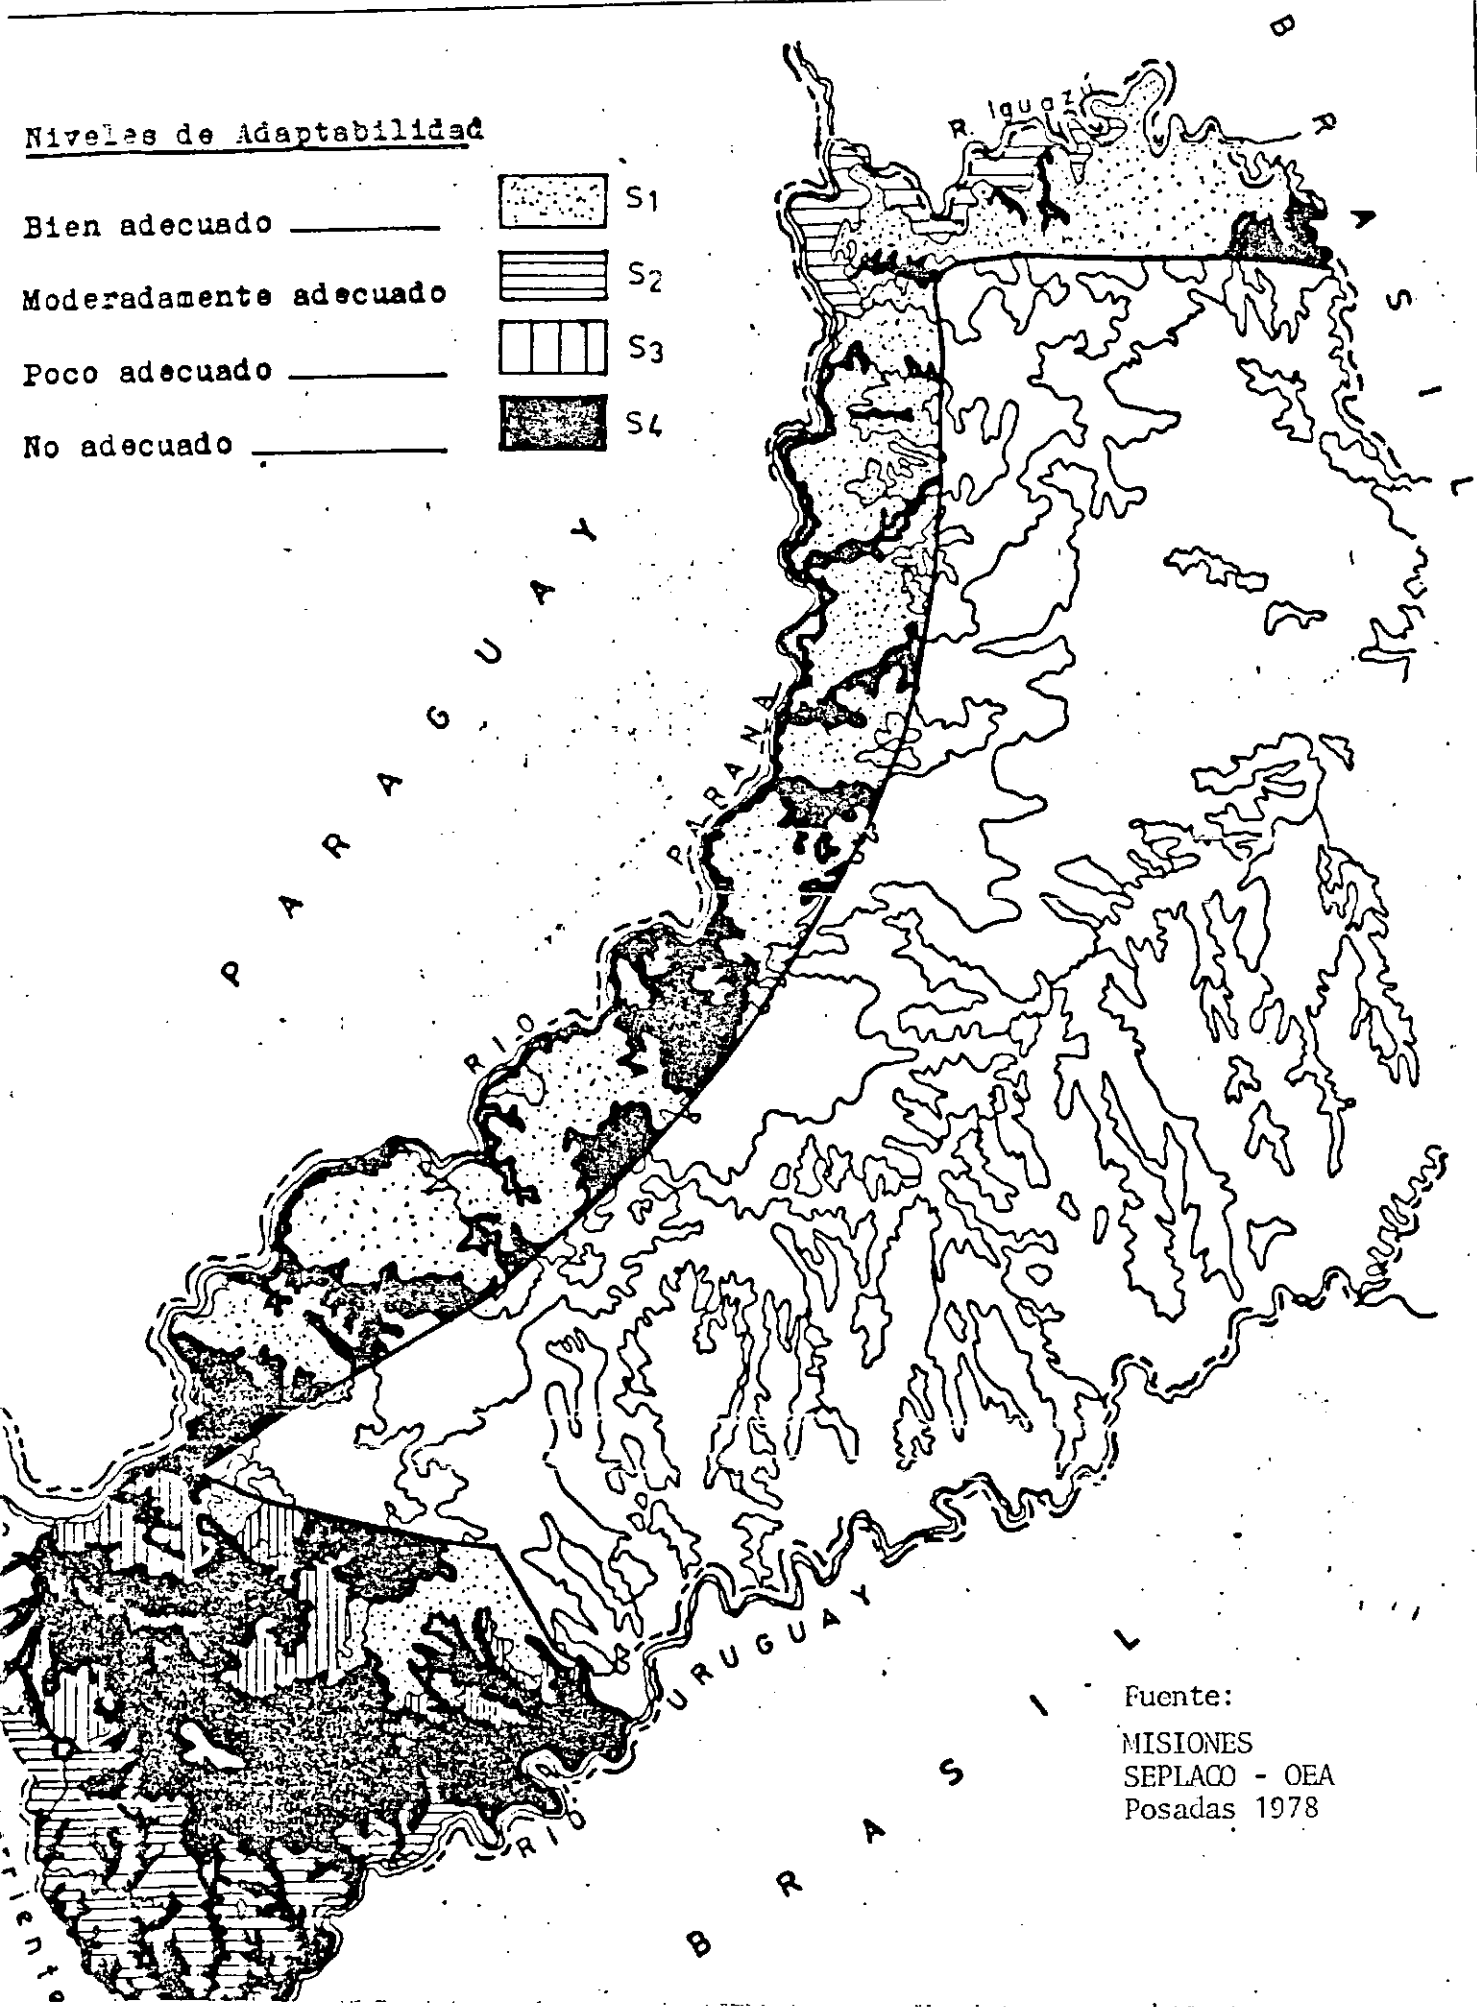 Niveles de Adaptabilidad
Bien adecuado S1
Moderadamente adecuado S2
Poco adecuado S3
No adecuado S4
R. Iguazú
BRASIL
PARAGUAY
RIO PARANA
RIO URUGUAY
BRASIL
Fuente:
MISIONES
SEPLACO - OEA
Posadas 1978